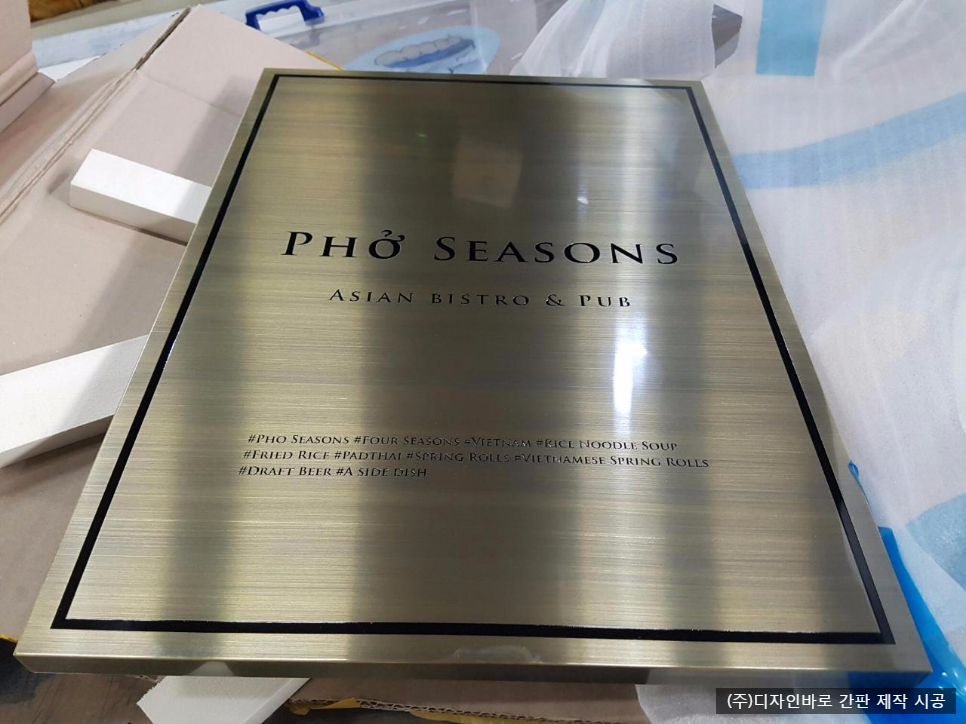 PHỞ SEASONS
ASIAN BISTRO & PUB
#PHO SEASONS #FOUR SEASONS #VIETNAM #RICE NOODLE SOUP
#FRIED RICE #PADTHAI #SPRING ROLLS #VIETNAMESE SPRING ROLLS
#DRAFT BEER #A SIDE DISH
(주)디자인바로 간판 제작 시공